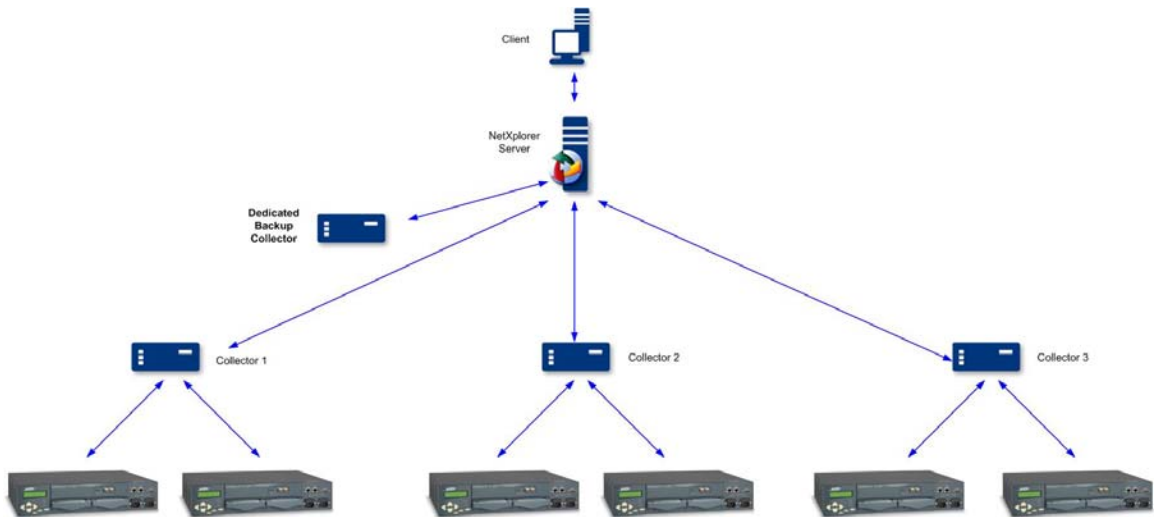 Client
NetXplorer
Server
Dedicated
Backup
Collector
Collector 1
Collector 2
Collector 3